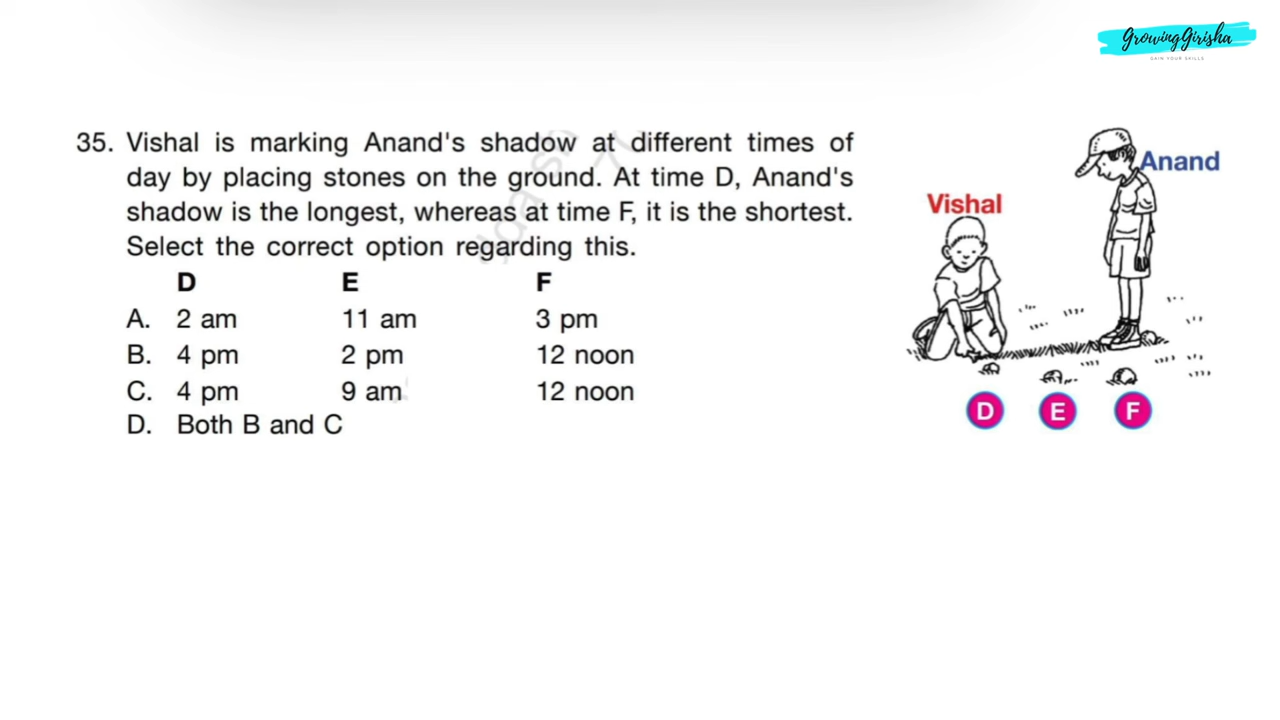 GrowingGirisha
GAIN YOUR SKILLS
35. Vishal is marking Anand's shadow at different times of
day by placing stones on the ground. At time D, Anand's
shadow is the longest, whereas at time F, it is the shortest.
Select the correct option regarding this.
D E F
A. 2 am 11 am 3 pm
B. 4 pm 2 pm 12 noon
C. 4 pm 9 am 12 noon
D. Both B and C
Anand
Vishal
D E F